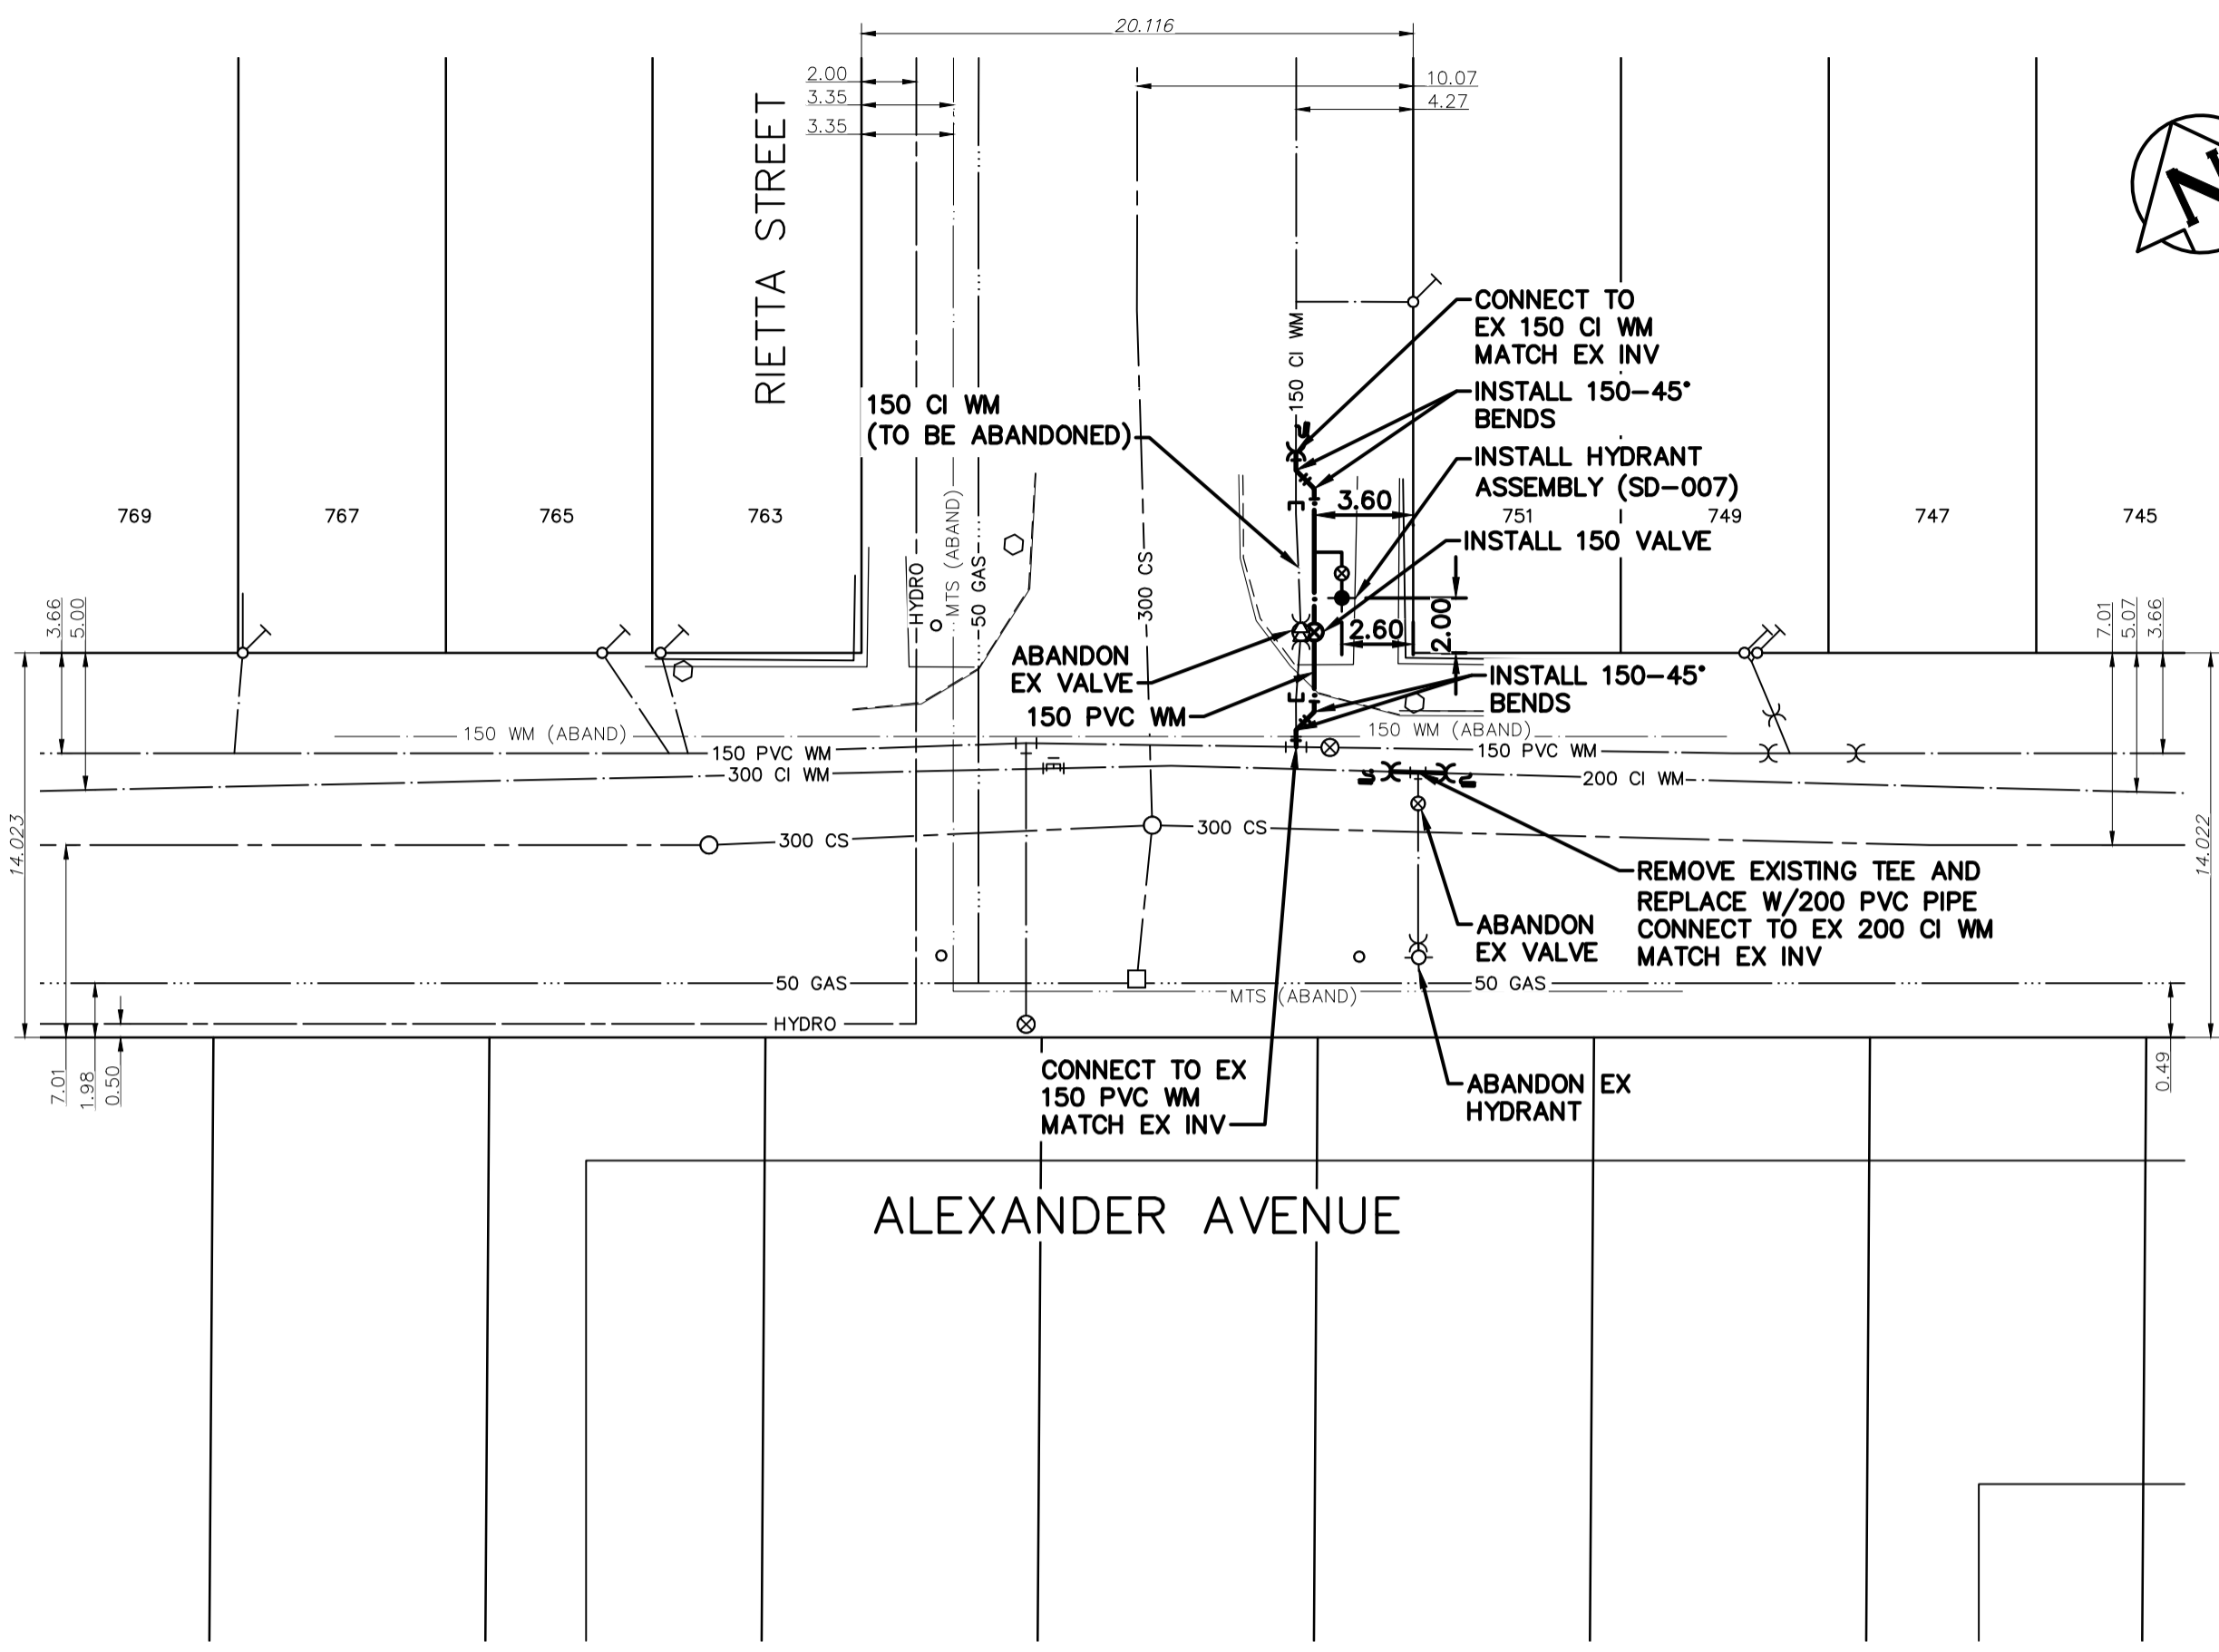 20.116
2.00
3.35
3.35
10.07
4.27
RIETTA STREET
N
CONNECT TO
EX 150 CI WM
MATCH EX INV
150 CI WM
INSTALL 150-45°
BENDS
150 CI WM
(TO BE ABANDONED)
INSTALL HYDRANT
ASSEMBLY (SD-007)
3.60
769
767
765
763
751
749
747
745
INSTALL 150 VALVE
HYDRO
MTS (ABAND)
50 GAS
300 CS
3.66
5.00
2.60
2.00
7.01
5.07
3.66
ABANDON
EX VALVE
150 PVC WM
INSTALL 150-45°
BENDS
150 WM (ABAND)
150 WM (ABAND)
150 PVC WM
150 PVC WM
300 CI WM
200 CI WM
300 CS
300 CS
14.023
14.022
REMOVE EXISTING TEE AND
REPLACE W/200 PVC PIPE
CONNECT TO EX 200 CI WM
MATCH EX INV
ABANDON
EX VALVE
50 GAS
MTS (ABAND)
50 GAS
HYDRO
7.01
1.98
0.50
0.49
CONNECT TO EX
150 PVC WM
MATCH EX INV
ABANDON EX
HYDRANT
ALEXANDER AVENUE